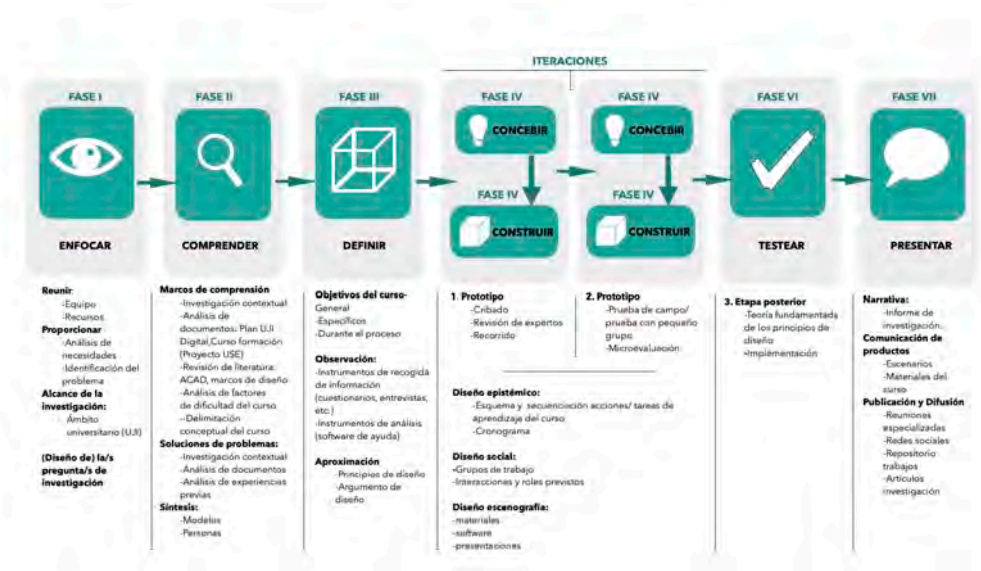 ITERACIONES
FASE I
ENFOCAR
FASE II
COMPRENDER
FASE III
DEFINIR
FASE IV
CONCEBIR
FASE IV
CONSTRUIR
FASE IV
CONCEBIR
FASE IV
CONSTRUIR
FASE VI
TESTEAR
FASE VII
PRESENTAR
Reunir
-Equipo
-Recursos
Proporcionar
-Análisis de
necesidades
-Identificación del
problema
Alcance de la
investigación:
-Ámbito
universitario (UJI)
(Diseño de) la/s
pregunta/s de
investigación
Marcos de comprensión
-Investigación contextual
-Análisis de
documentos: Plan UJI
Digital,Curso formación
(Proyecto USE)
-Revisión de literatura:
ACAD, marcos de diseño
-Análisis de factores
de dificultad del curso
--Delimitación
conceptual del curso
Soluciones de problemas:
-Investigación contextual
-Análisis de documentos
-Análisis de experiencias
previas
Síntesis:
-Modelos
-Personas
Objetivos del curso-
General
-Específicos
-Durante el proceso
Observación:
-Instrumentos de recogida
de información
(cuestionarios, entrevistas,
etc.)
-Instrumentos de análisis
(software de ayuda)
Aproximación
-Principios de diseño
-Argumento de
diseño
1. Prototipo
-Cribado
-Revisión de expertos
-Recorrido
2. Prototipo
-Prueba de campo/
prueba con pequeño
grupo
-Microevaluación
Diseño epistémico:
-Esquema y secuenciación acciones/ tareas de
aprendizaje del curso
-Cronograma
Diseño social:
-Grupos de trabajo
-Interacciones y roles previstos
Diseño escenografía:
-materiales
-software
-presentaciones
3. Etapa posterior
-Teoría fundamentada
de los principios de
diseño
-Implementación
Narrativa:
-Informe de
investigación.
Comunicación de
productos
-Escenarios
-Materiales del
curso
Publicación y Difusión
-Reuniones
especializadas
-Redes sociales
-Repositorio
trabajos
-Artículos
investigación